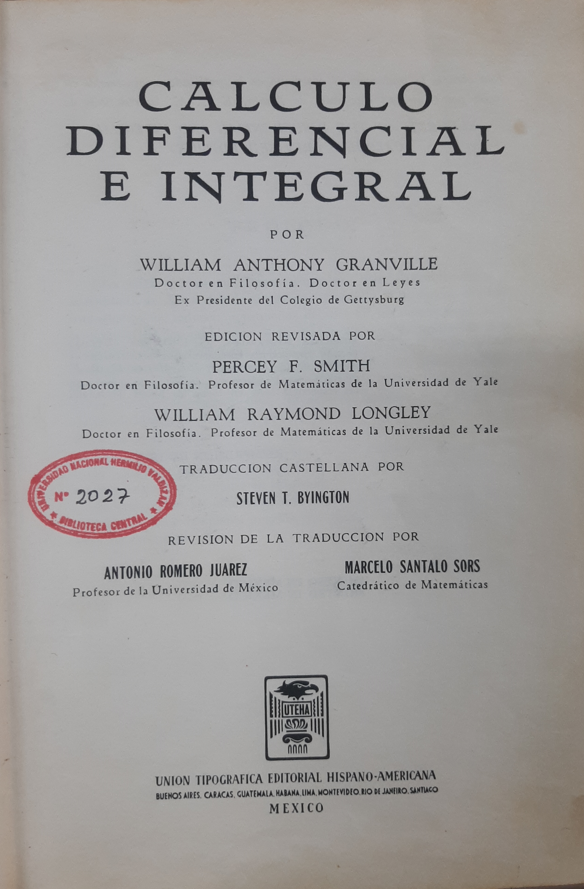 CALCULO
DIFERENCIAL
E INTEGRAL
POR
WILLIAM ANTHONY GRANVILLE
Doctor en Filosofía. Doctor en Leyes
Ex Presidente del Colegio de Gettysburg
EDICION REVISADA POR
PERCEY F. SMITH
Doctor en Filosofía. Profesor de Matemáticas de la Universidad de Yale
WILLIAM RAYMOND LONGLEY
Doctor en Filosofía. Profesor de Matemáticas de la Universidad de Yale
UNIVERSIDAD NACIONAL HERMILIO VALDIZAN
Nº 2027
BIBLIOTECA CENTRAL
TRADUCCION CASTELLANA POR
STEVEN T. BYINGTON
REVISION DE LA TRADUCCION POR
ANTONIO ROMERO JUAREZ
Profesor de la Universidad de México
MARCELO SANTALO SORS
Catedrático de Matemáticas
UTEHA
UNION TIPOGRAFICA EDITORIAL HISPANO-AMERICANA
BUENOS AIRES, CARACAS, GUATEMALA, HABANA, LIMA, MONTEVIDEO, RIO DE JANEIRO, SANTIAGO
MEXICO